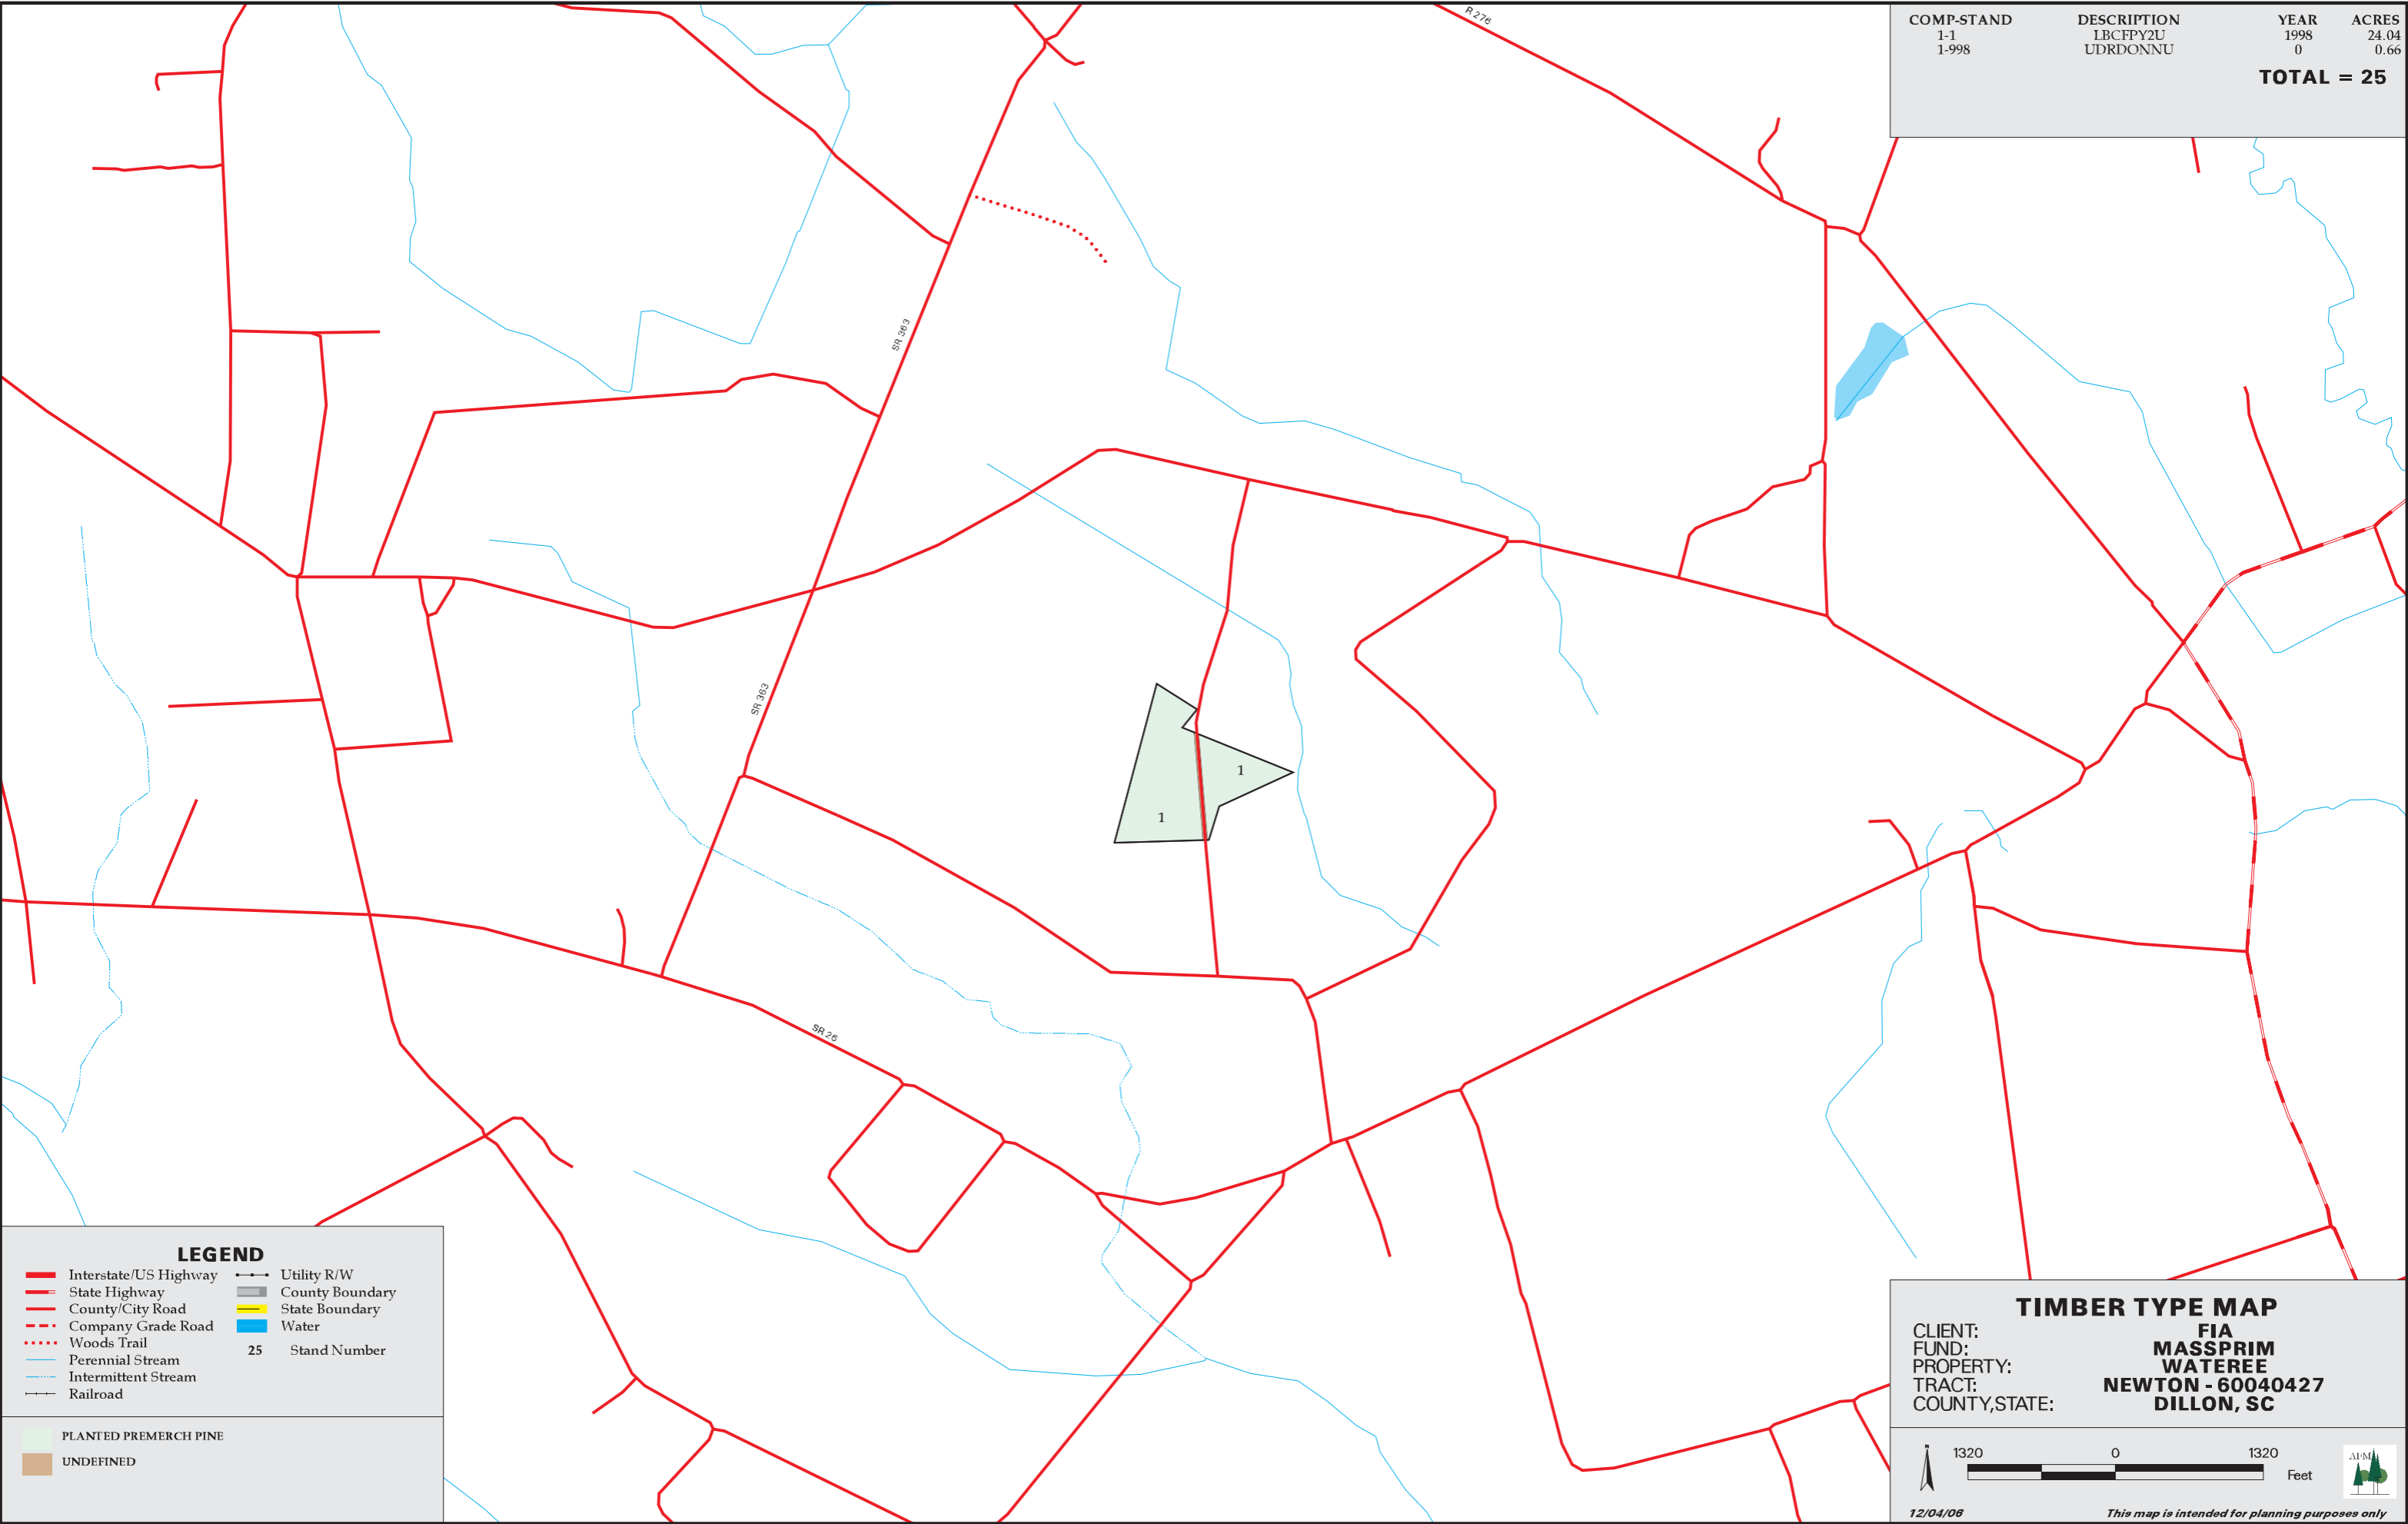 R 276
COMP-STAND DESCRIPTION YEAR ACRES
1-1 LBCFPY2U 1998 24.04
1-998 UDRDONNU 0 0.66
TOTAL = 25
SR 363
SR 363
1
1
SR 26
LEGEND
Interstate/US Highway
State Highway
County/City Road
Company Grade Road
Woods Trail
Perennial Stream
Intermittent Stream
Railroad
Utility R/W
County Boundary
State Boundary
Water
25 Stand Number
PLANTED PREMERCH PINE
UNDEFINED
TIMBER TYPE MAP
CLIENT: FIA
FUND: MASSPRIM
PROPERTY: WATEREE
TRACT: NEWTON - 60040427
COUNTY,STATE: DILLON, SC
N
1320 0 1320
Feet
AFM
12/04/06
This map is intended for planning purposes only